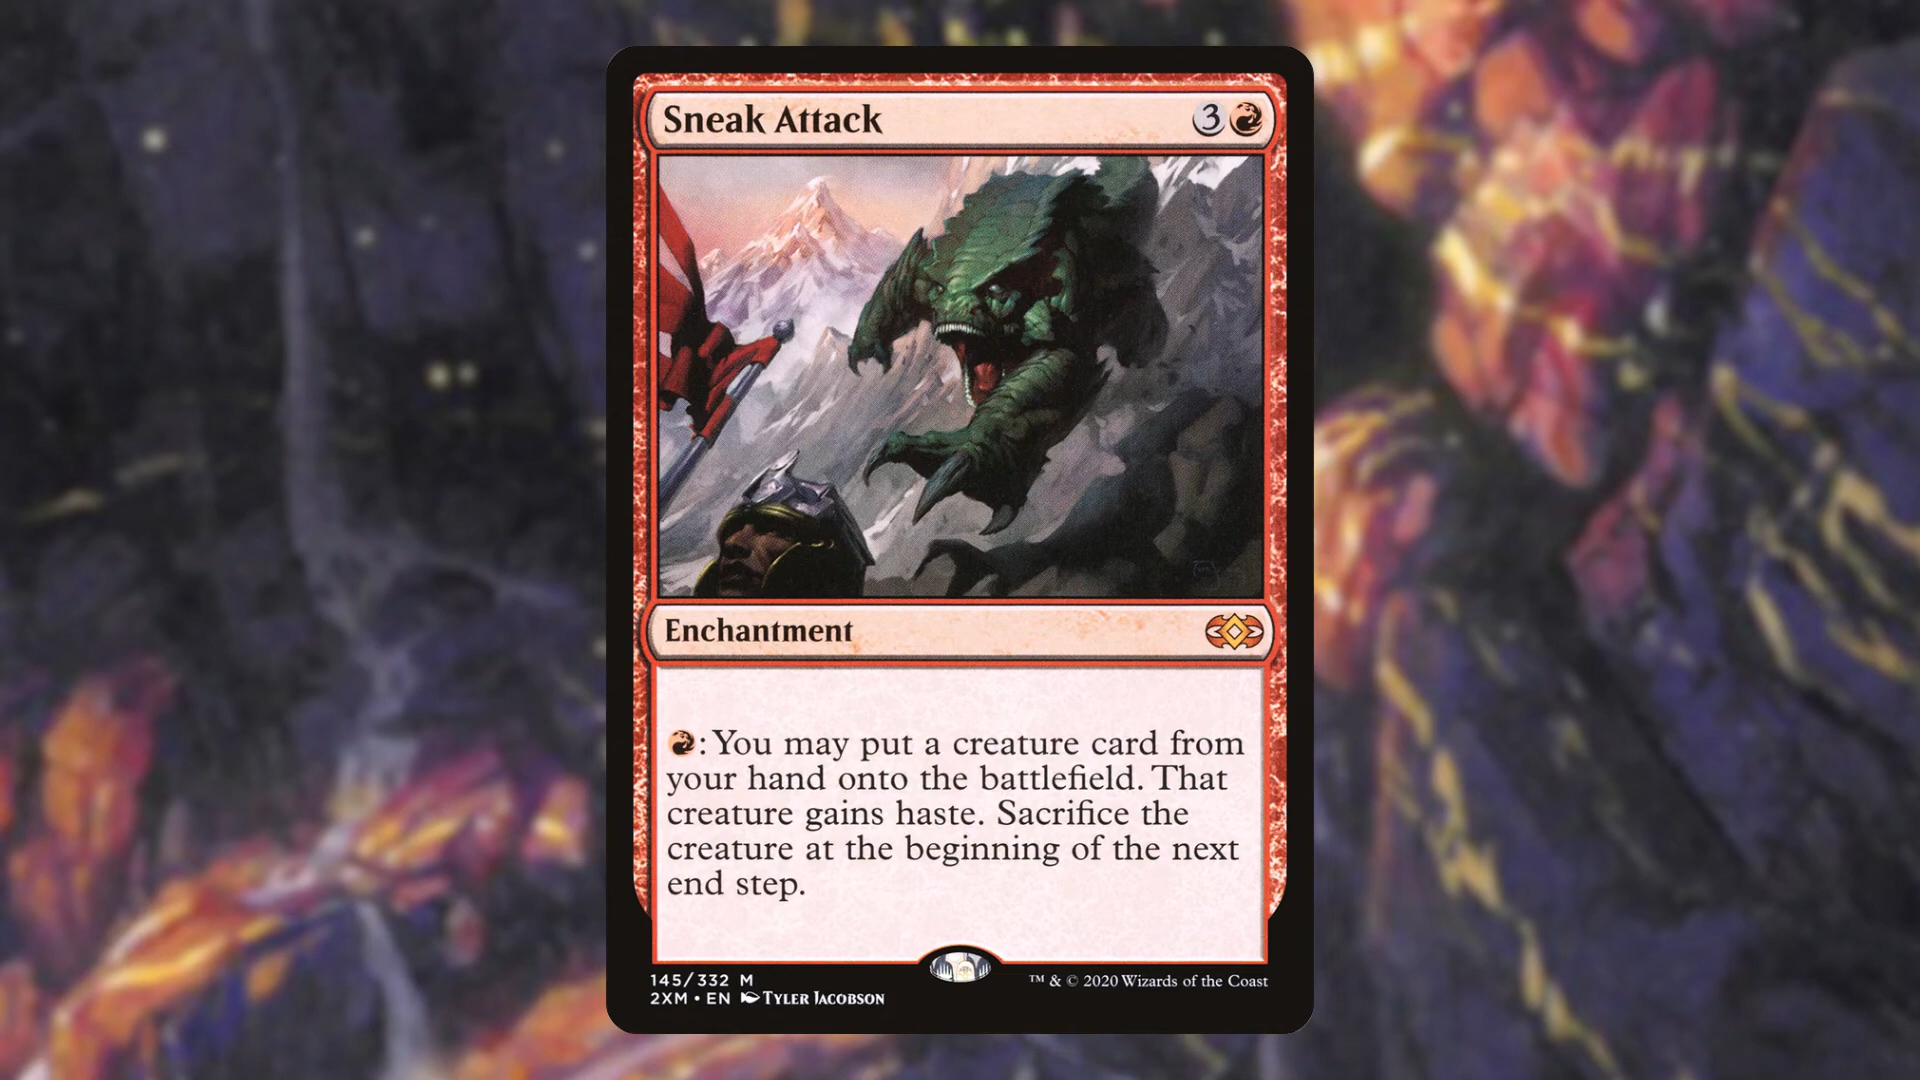 Sneak Attack 3
Enchantment
: You may put a creature card from
your hand onto the battlefield. That
creature gains haste. Sacrifice the
creature at the beginning of the next
end step.
145/332 M
2XM • EN Tyler Jacobson
™ & © 2020 Wizards of the Coast